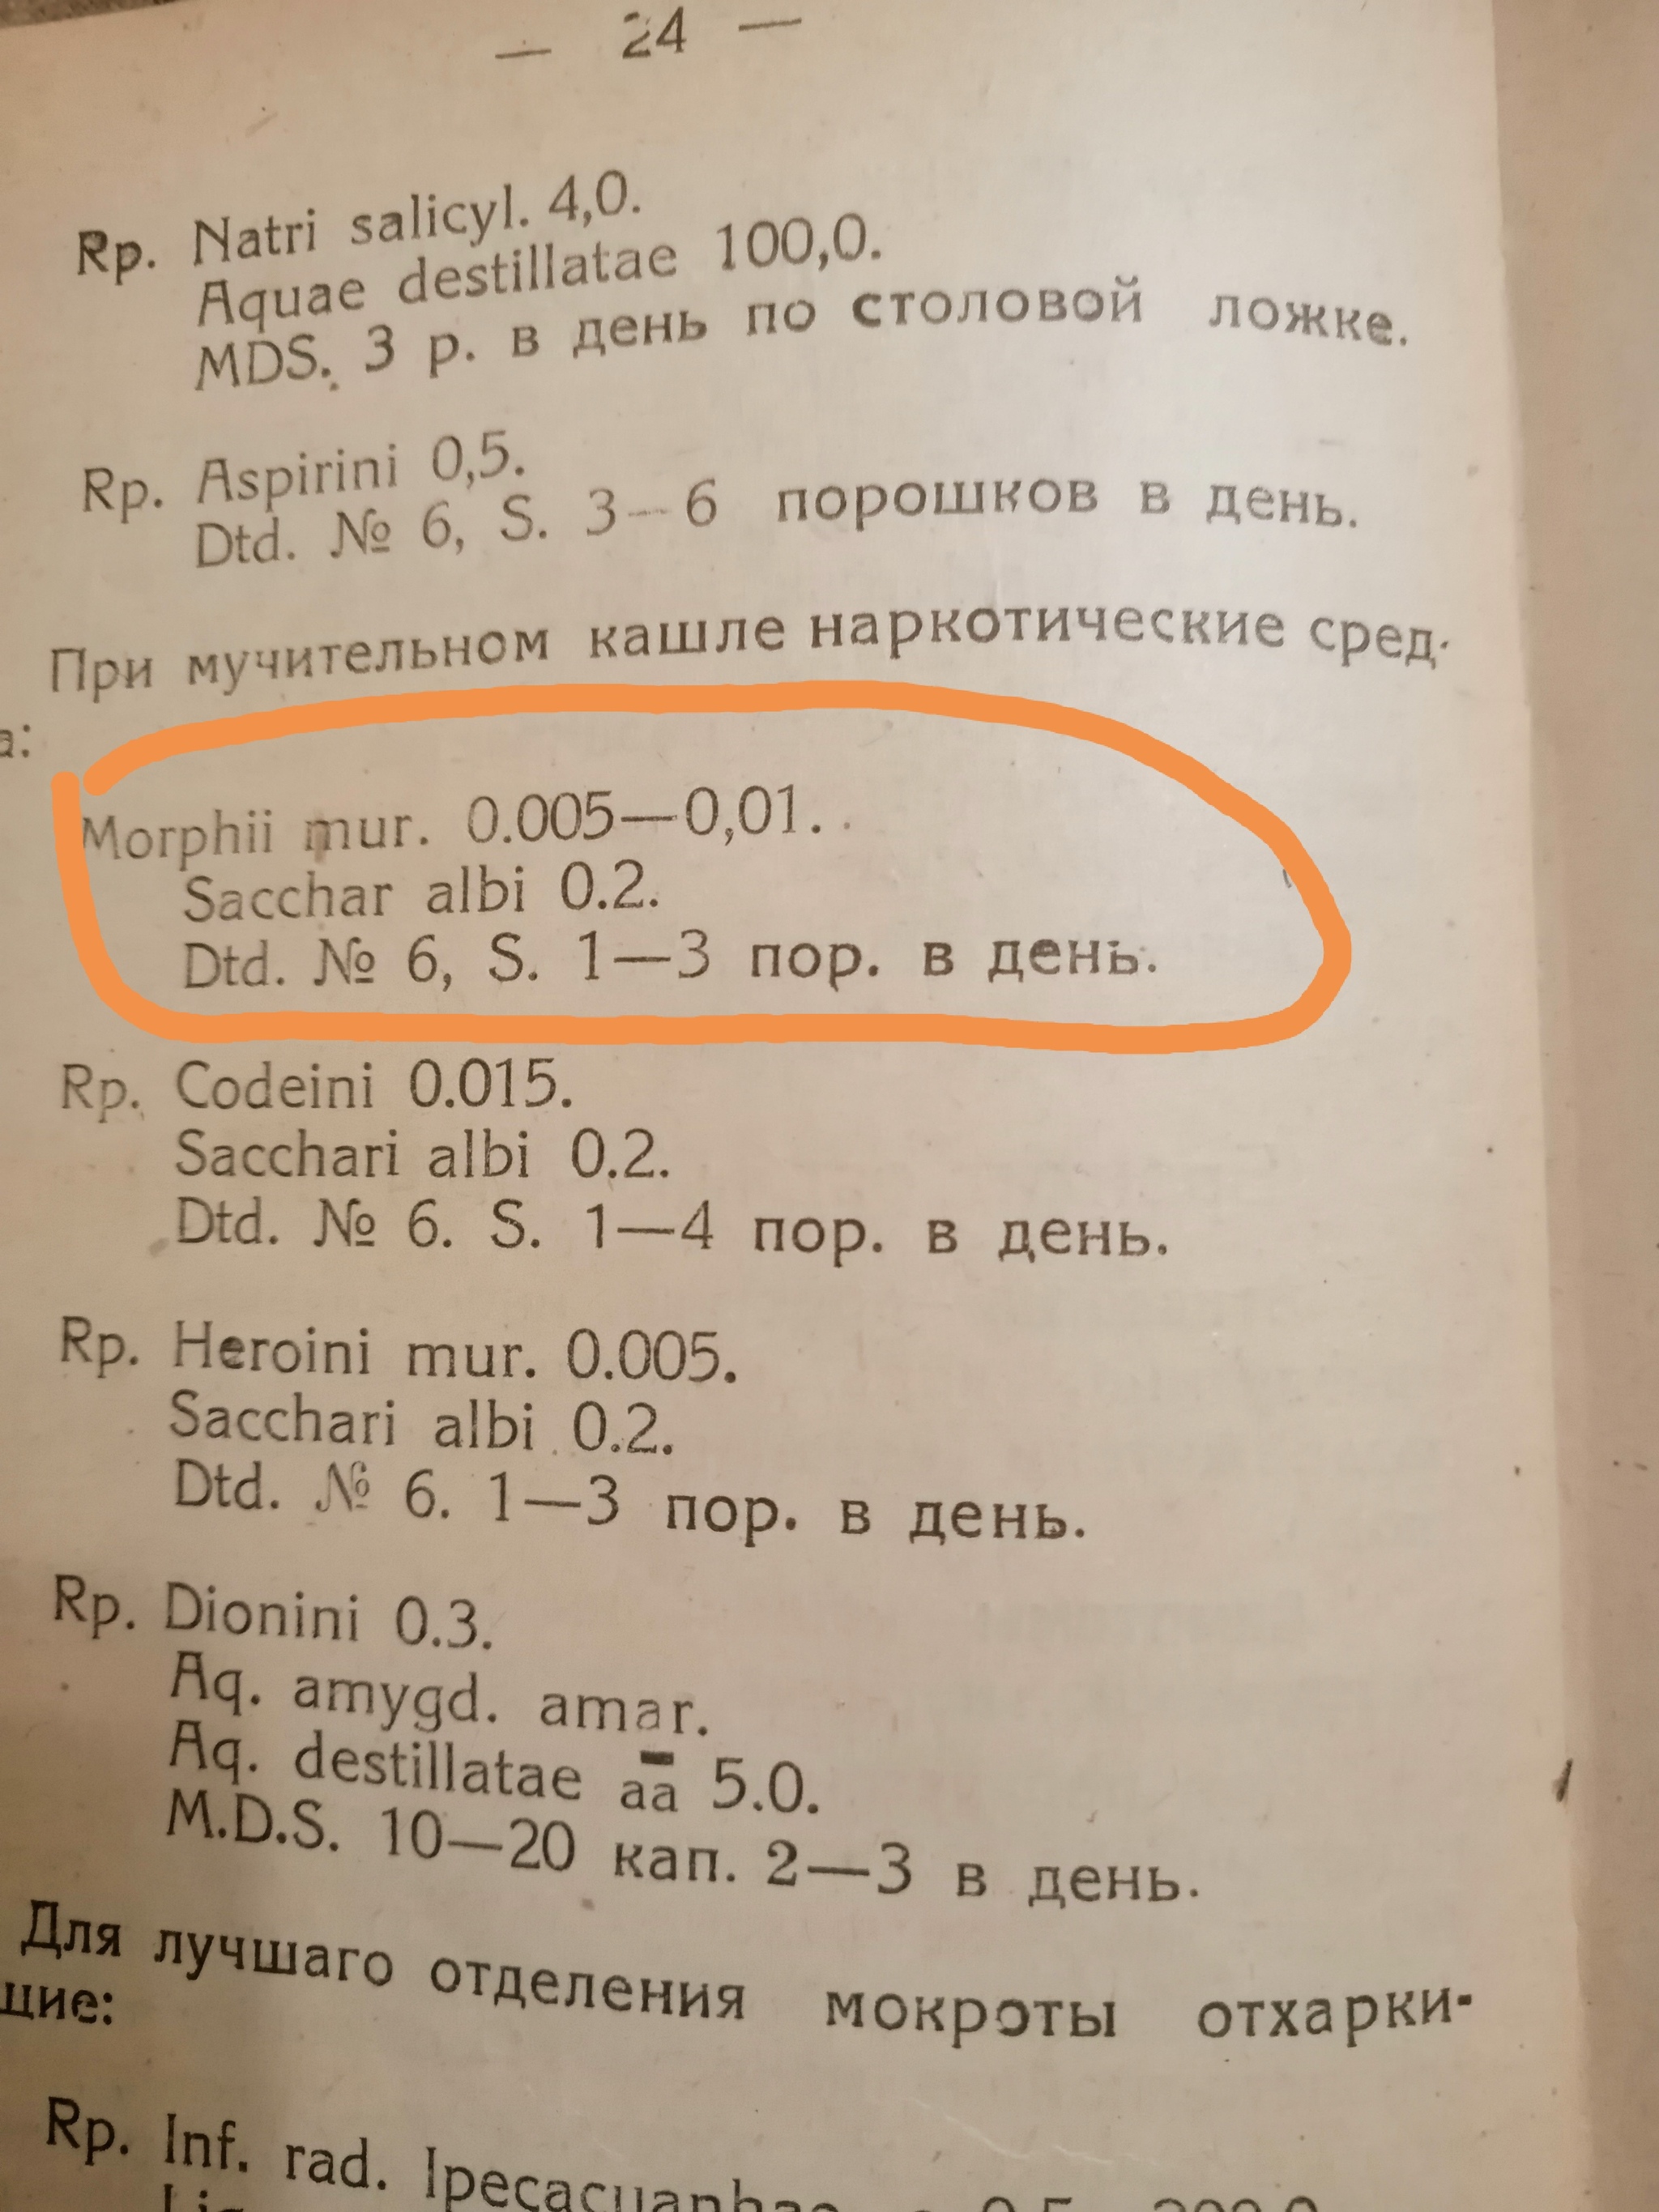 — 24 —
Rp. Natri salicyl. 4,0.
Aquae destillatae 100,0.
MDS. 3 р. в день по столовой ложке.
Rp. Aspirini 0,5.
Dtd. № 6, S. 3—6 порошков в день.
При мучительном кашле наркотические сред-
а:
Morphii mur. 0.005—0,01.
Sacchar albi 0.2.
Dtd. № 6, S. 1—3 пор. в день.
Rp. Codeini 0.015.
Sacchari albi 0.2.
Dtd. № 6. S. 1—4 пор. в день.
Rp. Heroini mur. 0.005.
Sacchari albi 0.2.
Dtd. № 6. 1—3 пор. в день.
Rp. Dionini 0.3.
Aq. amygd. amar.
Aq. destillatae aa 5.0.
M.D.S. 10—20 кап. 2—3 в день.
Для лучшаго отделения мокроты отхарки-
щие:
Rp. Inf. rad. Ipecacuanhae